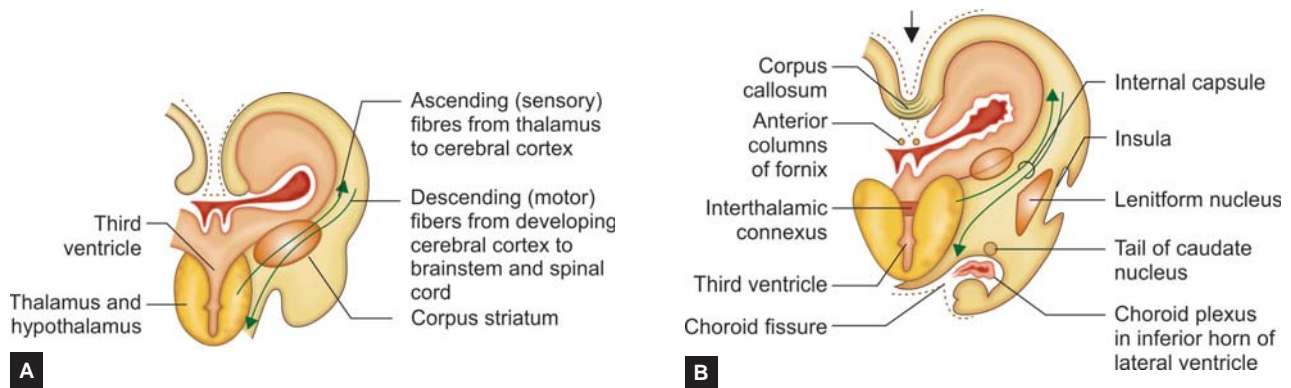 Ascending (sensory)
fibres from thalamus
to cerebral cortex
Descending (motor)
fibers from developing
cerebral cortex to
brainstem and spinal
cord
Corpus striatum
Third
ventricle
Thalamus and
hypothalamus
A
Corpus
callosum
Anterior
columns
of fornix
Interthalamic
connexus
Third ventricle
Choroid fissure
Internal capsule
Insula
Lenitform nucleus
Tail of caudate
nucleus
Choroid plexus
in inferior horn of
lateral ventricle
B